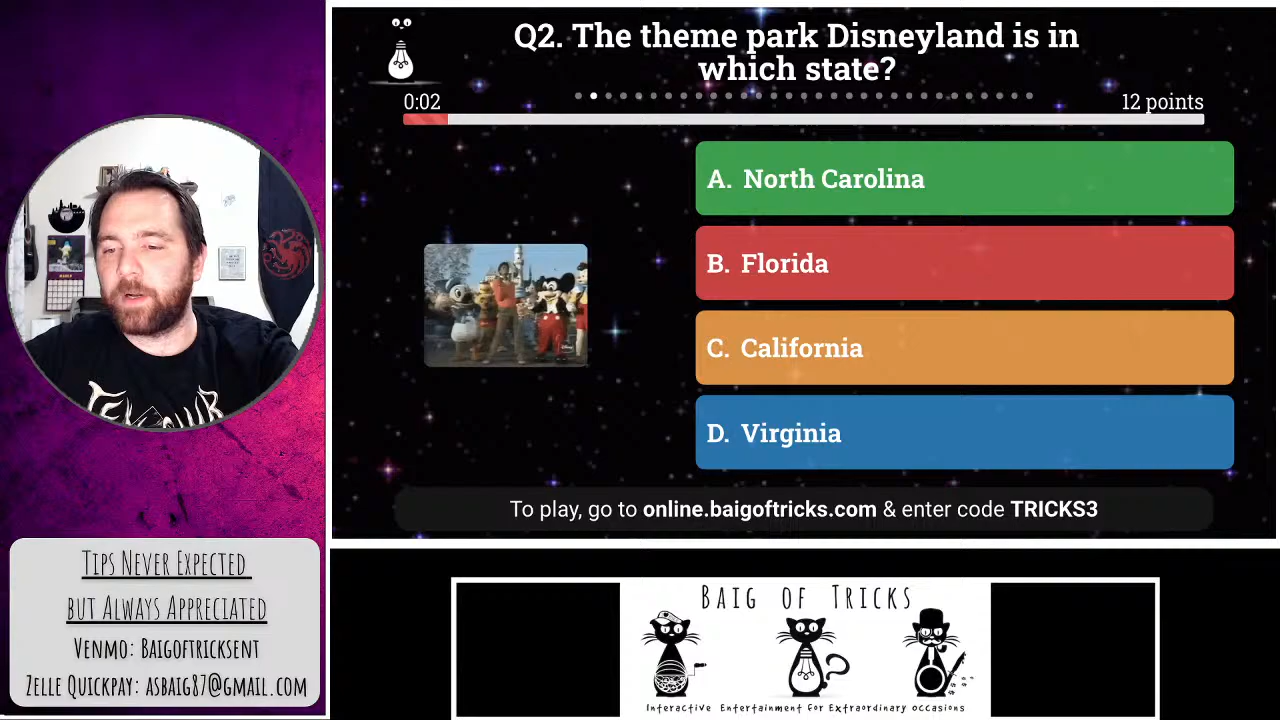 Q2. The theme park Disneyland is in
which state?
0:02
12 points
A. North Carolina
B. Florida
C. California
D. Virginia
To play, go to online.baigoftricks.com & enter code TRICKS3
Tips Never Expected
but Always Appreciated
Venmo: Baigoftricksent
Zelle Quickpay: asbaig87@gmail.com
Baig of Tricks
Interactive Entertainment for Extraordinary Occasions